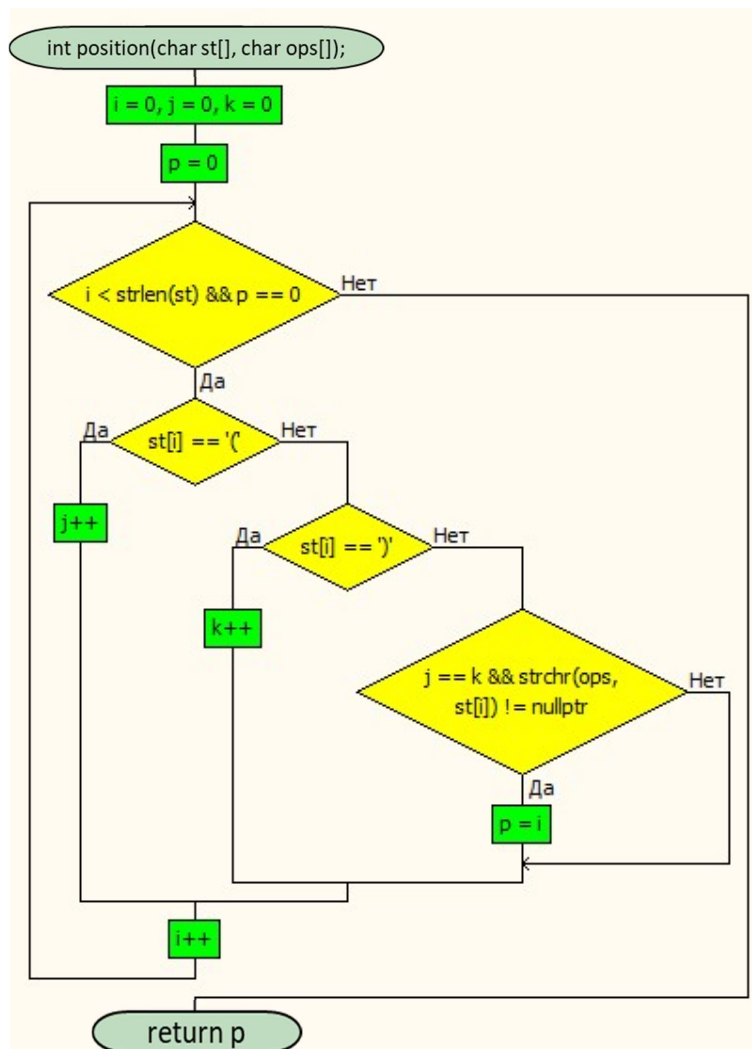 int position(char st[], char ops[]);
i = 0, j = 0, k = 0
p = 0
i < strlen(st) && p == 0
Нет
Да
Да
st[i] == '('
Нет
j++
Да
st[i] == ')'
Нет
k++
j == k && strchr(ops,
st[i]) != nullptr
Нет
Да
p = i
i++
return p